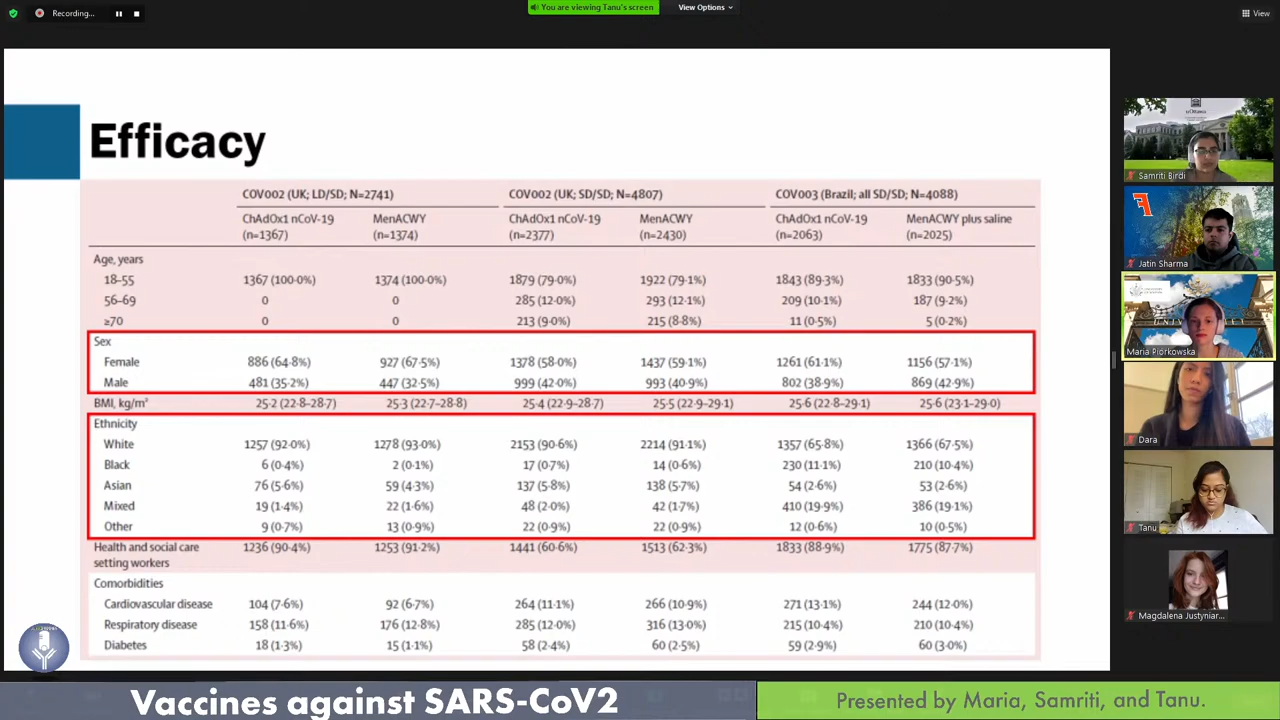 Recording...
You are viewing Tanu's screen
View Options
View
Efficacy
COV002 (UK; LD/SD; N=2741) COV002 (UK; SD/SD; N=4807) COV003 (Brazil; all SD/SD; N=4088)
ChAdOx1 nCoV-19 (n=1367) MenACWY (n=1374) ChAdOx1 nCoV-19 (n=2377) MenACWY (n=2430) ChAdOx1 nCoV-19 (n=2063) MenACWY plus saline (n=2025)
Age, years
18–55 1367 (100·0%) 1374 (100·0%) 1879 (79·0%) 1922 (79·1%) 1843 (89·3%) 1833 (90·5%)
56–69 0 0 285 (12·0%) 293 (12·1%) 209 (10·1%) 187 (9·2%)
≥70 0 0 213 (9·0%) 215 (8·8%) 11 (0·5%) 5 (0·2%)
Sex
Female 886 (64·8%) 927 (67·5%) 1378 (58·0%) 1437 (59·1%) 1261 (61·1%) 1156 (57·1%)
Male 481 (35·2%) 447 (32·5%) 999 (42·0%) 993 (40·9%) 802 (38·9%) 869 (42·9%)
BMI, kg/m² 25·2 (22·8–28·7) 25·3 (22·7–28·8) 25·4 (22·9–28·7) 25·5 (22·9–29·1) 25·6 (22·8–29·1) 25·6 (23·1–29·0)
Ethnicity
White 1257 (92·0%) 1278 (93·0%) 2153 (90·6%) 2214 (91·1%) 1357 (65·8%) 1366 (67·5%)
Black 6 (0·4%) 2 (0·1%) 17 (0·7%) 14 (0·6%) 230 (11·1%) 210 (10·4%)
Asian 76 (5·6%) 59 (4·3%) 137 (5·8%) 138 (5·7%) 54 (2·6%) 53 (2·6%)
Mixed 19 (1·4%) 22 (1·6%) 48 (2·0%) 42 (1·7%) 410 (19·9%) 386 (19·1%)
Other 9 (0·7%) 13 (0·9%) 22 (0·9%) 22 (0·9%) 12 (0·6%) 10 (0·5%)
Health and social care setting workers 1236 (90·4%) 1253 (91·2%) 1441 (60·6%) 1513 (62·3%) 1833 (88·9%) 1775 (87·7%)
Comorbidities
Cardiovascular disease 104 (7·6%) 92 (6·7%) 264 (11·1%) 266 (10·9%) 271 (13·1%) 244 (12·0%)
Respiratory disease 158 (11·6%) 176 (12·8%) 285 (12·0%) 316 (13·0%) 215 (10·4%) 210 (10·4%)
Diabetes 18 (1·3%) 15 (1·1%) 58 (2·4%) 60 (2·5%) 59 (2·9%) 60 (3·0%)
uOttawa
Samriti Birdi
Jatin Sharma
Maria Piórkowska
Dara
Tanu
Magdalena Justyniar...
Vaccines against SARS-CoV2
Presented by Maria, Samriti, and Tanu.